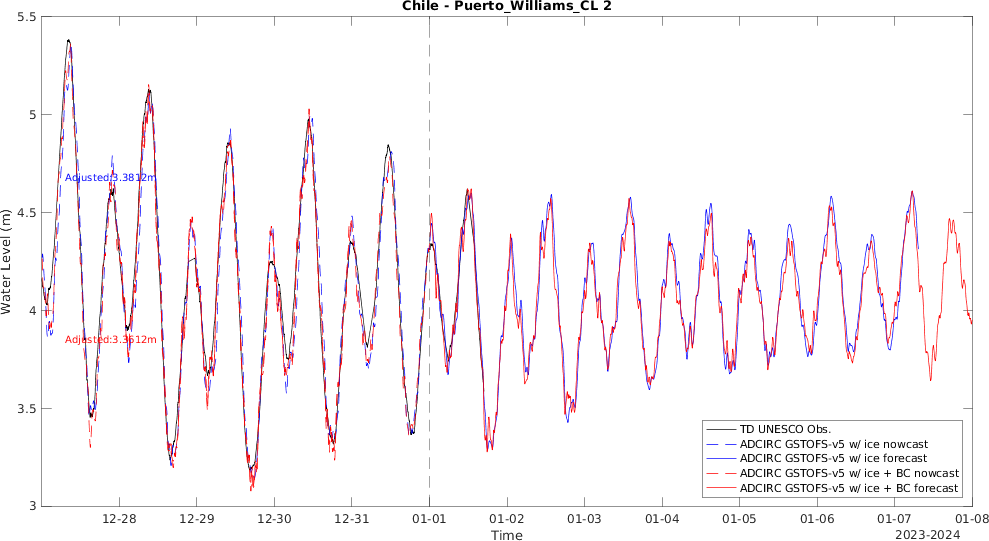 Chile - Puerto_Williams_CL 2
5.5
5
4.5
4
3.5
3
Water Level (m)
Adjusted:3.3812m
Adjusted:3.3612m
TD UNESCO Obs.
ADCIRC GSTOFS-v5 w/ ice nowcast
ADCIRC GSTOFS-v5 w/ ice forecast
ADCIRC GSTOFS-v5 w/ ice + BC nowcast
ADCIRC GSTOFS-v5 w/ ice + BC forecast
12-28 12-29 12-30 12-31 01-01 01-02 01-03 01-04 01-05 01-06 01-07 01-08
Time
2023-2024